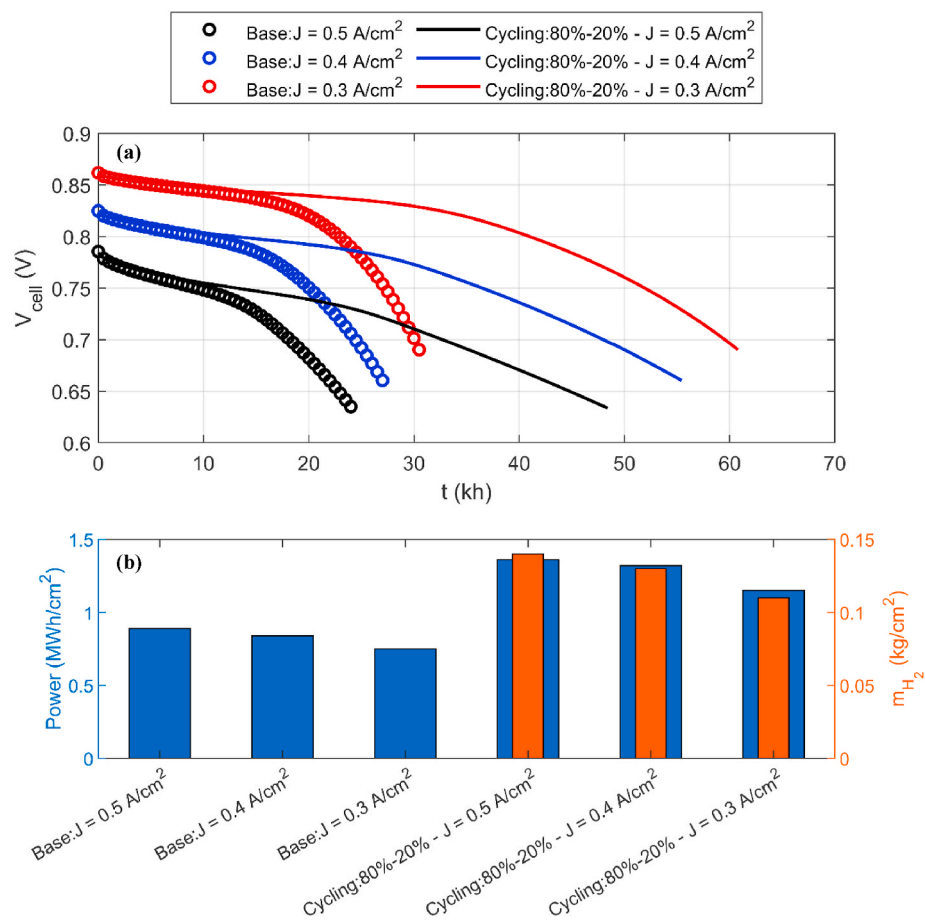 Base:J = 0.5 A/cm² Cycling:80%-20% - J = 0.5 A/cm²
Base:J = 0.4 A/cm² Cycling:80%-20% - J = 0.4 A/cm²
Base:J = 0.3 A/cm² Cycling:80%-20% - J = 0.3 A/cm²
(a)
0.9
0.85
0.8
0.75
0.7
0.65
0.6
V_cell (V)
0 10 20 30 40 50 60 70
t (kh)
(b)
1.5
1
0.5
0
Power (MWh/cm²)
0.15
0.1
0.05
0
m_H₂ (kg/cm²)
Base:J = 0.5 A/cm²
Base:J = 0.4 A/cm²
Base:J = 0.3 A/cm²
Cycling:80%-20% - J = 0.5 A/cm²
Cycling:80%-20% - J = 0.4 A/cm²
Cycling:80%-20% - J = 0.3 A/cm²